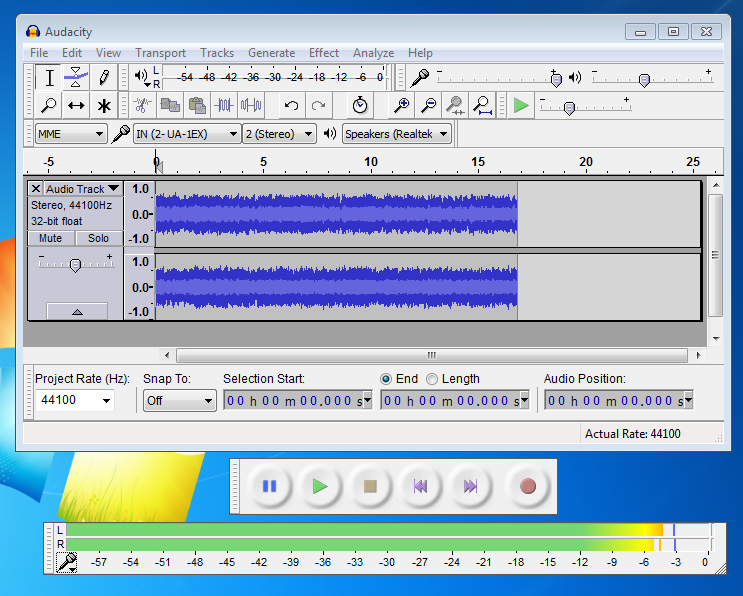 Audacity
File Edit View Transport Tracks Generate Effect Analyze Help
L
R
-54 -48 -42 -36 -30 -24 -18 -12 -6 0
MME IN (2- UA-1EX) 2 (Stereo) Speakers (Realtek
-5 0 5 10 15 20 25
Audio Track
Stereo, 44100Hz
32-bit float
Mute Solo
1.0
0.0
-1.0
1.0
0.0
-1.0
Project Rate (Hz): Snap To: Selection Start: End Length Audio Position:
44100 Off 00 h 00 m 00.000 s 00 h 00 m 00.000 s 00 h 00 m 00.000 s
Actual Rate: 44100
L
R
-57 -54 -51 -48 -45 -42 -39 -36 -33 -30 -27 -24 -21 -18 -15 -12 -9 -6 -3 0